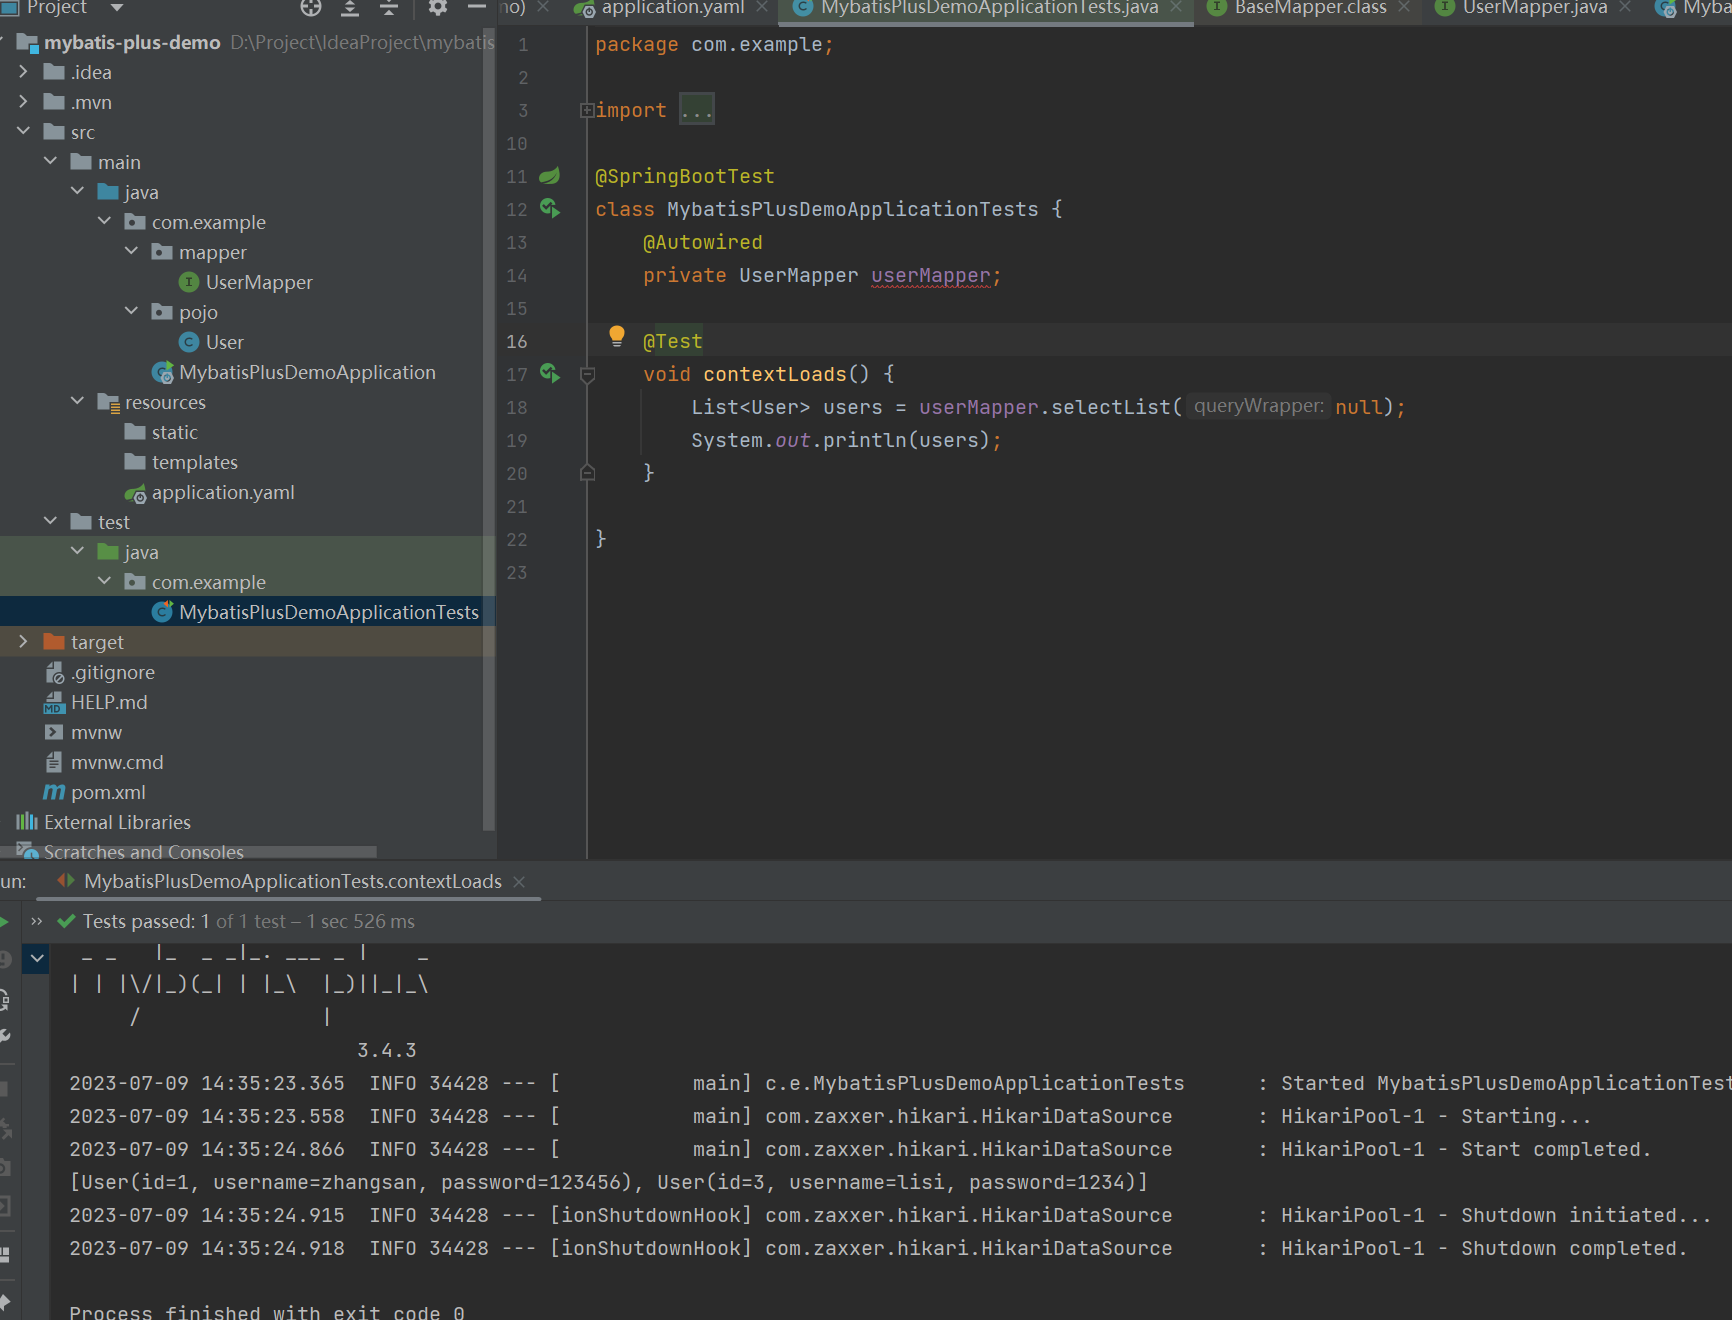 Project
mybatis-plus-demo D:\Project\IdeaProject\mybatis
.idea
.mvn
src
main
java
com.example
mapper
UserMapper
pojo
User
MybatisPlusDemoApplication
resources
static
templates
application.yaml
test
java
com.example
MybatisPlusDemoApplicationTests
target
.gitignore
HELP.md
mvnw
mvnw.cmd
pom.xml
External Libraries
Scratches and Consoles
no) application.yaml MybatisPlusDemoApplicationTests.java BaseMapper.class UserMapper.java Myba
1 package com.example;
2
3 import ...
10
11 @SpringBootTest
12 class MybatisPlusDemoApplicationTests {
13 @Autowired
14 private UserMapper userMapper;
15
16 @Test
17 void contextLoads() {
18 List<User> users = userMapper.selectList( queryWrapper: null);
19 System.out.println(users);
20 }
21
22 }
23
un: MybatisPlusDemoApplicationTests.contextLoads
Tests passed: 1 of 1 test – 1 sec 526 ms
_ _   |_  _ _|_. ___ _ |    _
| | |\/|_)(_| | |_\  |_)||_|_\
     /               |
3.4.3
2023-07-09 14:35:23.365  INFO 34428 --- [           main] c.e.MybatisPlusDemoApplicationTests      : Started MybatisPlusDemoApplicationTest
2023-07-09 14:35:23.558  INFO 34428 --- [           main] com.zaxxer.hikari.HikariDataSource       : HikariPool-1 - Starting...
2023-07-09 14:35:24.866  INFO 34428 --- [           main] com.zaxxer.hikari.HikariDataSource       : HikariPool-1 - Start completed.
[User(id=1, username=zhangsan, password=123456), User(id=3, username=lisi, password=1234)]
2023-07-09 14:35:24.915  INFO 34428 --- [ionShutdownHook] com.zaxxer.hikari.HikariDataSource       : HikariPool-1 - Shutdown initiated...
2023-07-09 14:35:24.918  INFO 34428 --- [ionShutdownHook] com.zaxxer.hikari.HikariDataSource       : HikariPool-1 - Shutdown completed.
Process finished with exit code 0